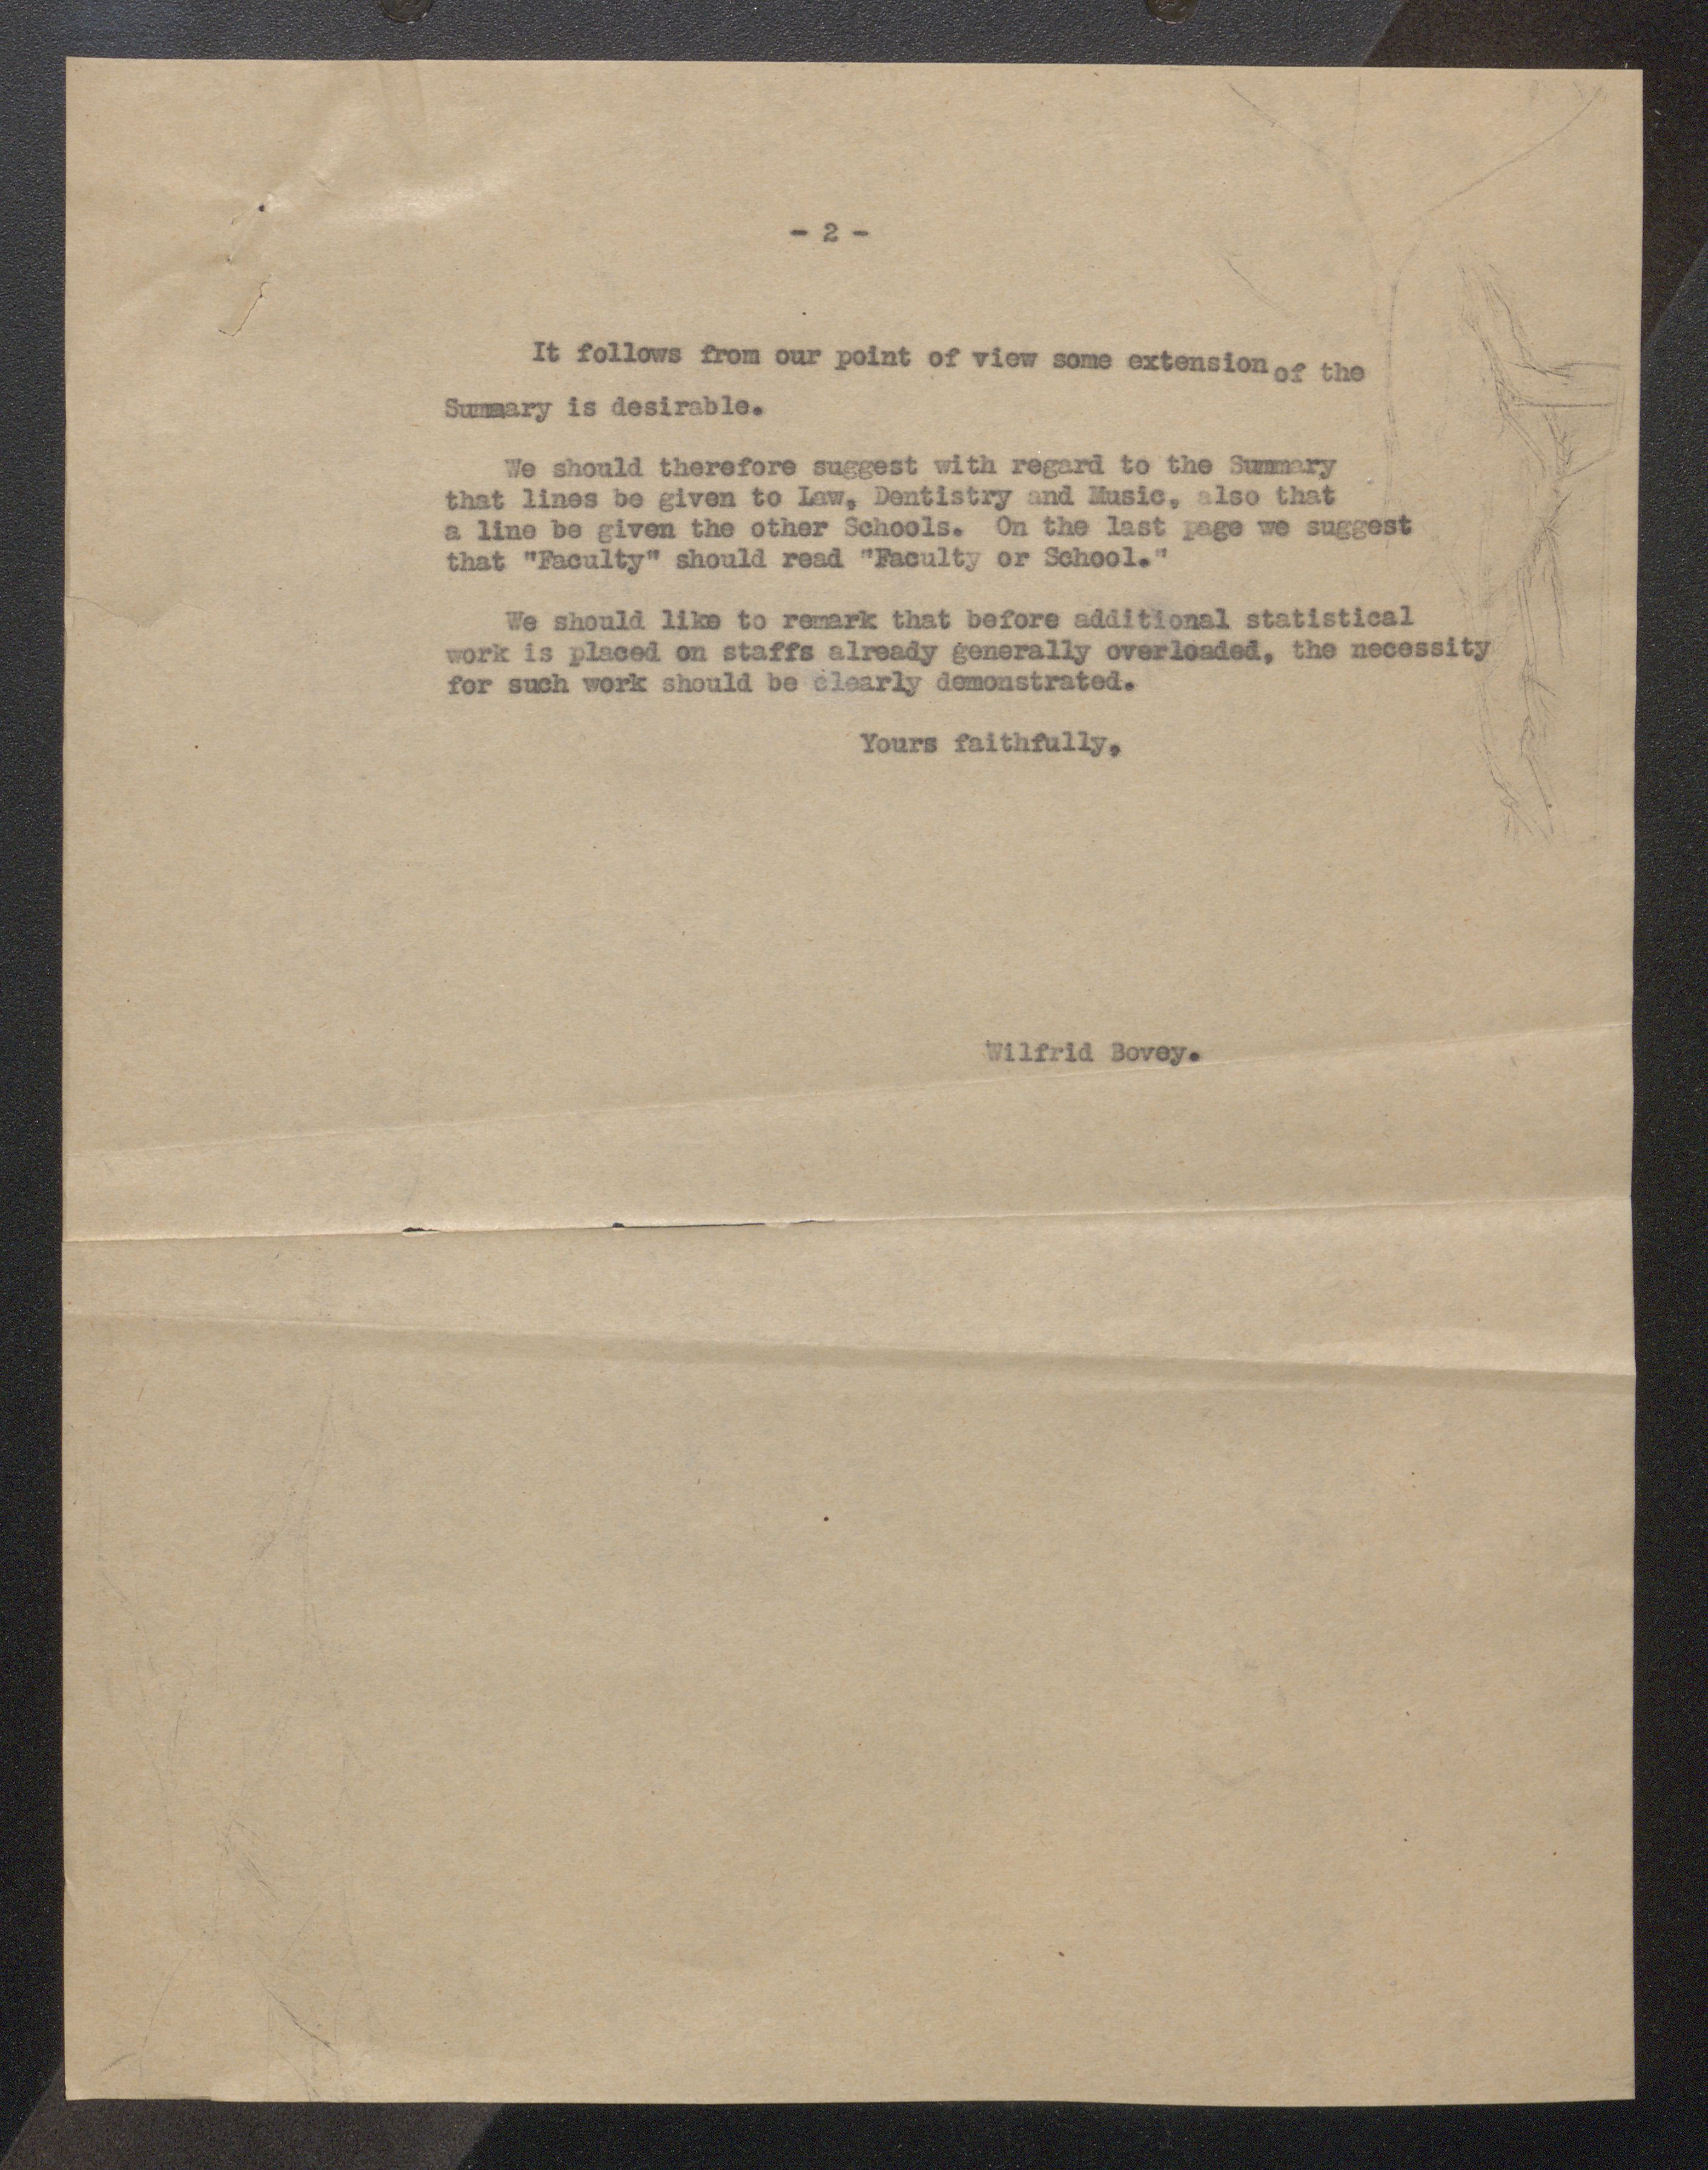 - 2 -
It follows from our point of view some extension of the
Summary is desirable.
We should therefore suggest with regard to the Summary
that lines be given to Law, Dentistry and Music, also that
a line be given the other Schools. On the last page we suggest
that "Faculty" should read "Faculty or School."
We should like to remark that before additional statistical
work is placed on staffs already generally overloaded, the necessity
for such work should be clearly demonstrated.
Yours faithfully,
Wilfrid Bovey.